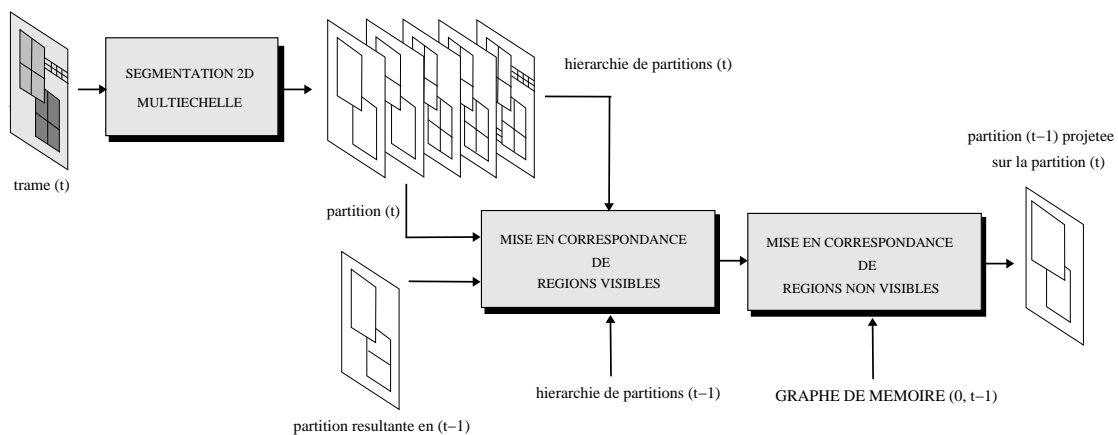 SEGMENTATION 2D
MULTIECHELLE
trame (t)
hierarchie de partitions (t)
partition (t)
partition (t−1) projetee
sur la partition (t)
MISE EN CORRESPONDANCE
DE
REGIONS VISIBLES
MISE EN CORRESPONDANCE
DE
REGIONS NON VISIBLES
partition resultante en (t−1)
hierarchie de partitions (t−1)
GRAPHE DE MEMOIRE (0, t−1)